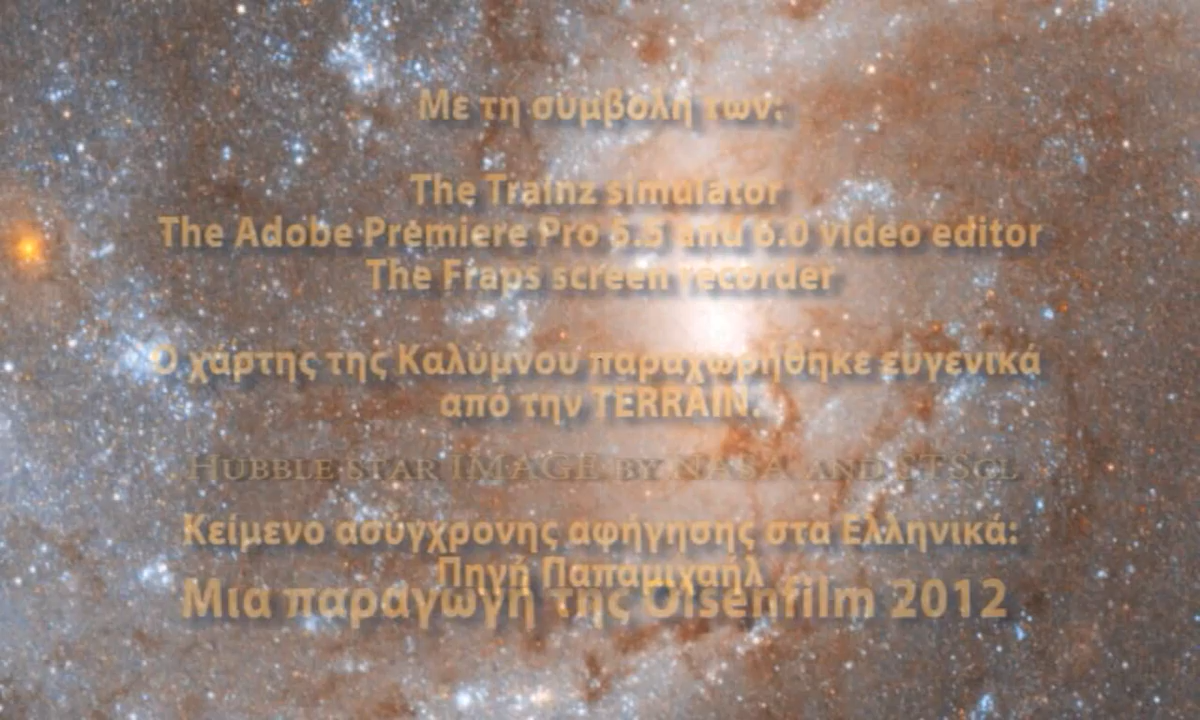 Με τη συμβολή των:
The Trainz simulator
The Adobe Premiere Pro 5.5 and 6.0 video editor
The Fraps screen recorder
Ο χάρτης της Καλύμνου παραχωρήθηκε ευγενικά
από την TERRAIN.
Hubble star IMAGE by NASA and STScl
Κείμενο ασύγχρονης αφήγησης στα Ελληνικά:
Πηγή Παπαμιχαήλ
Μια παραγωγή της Olsenfilm 2012